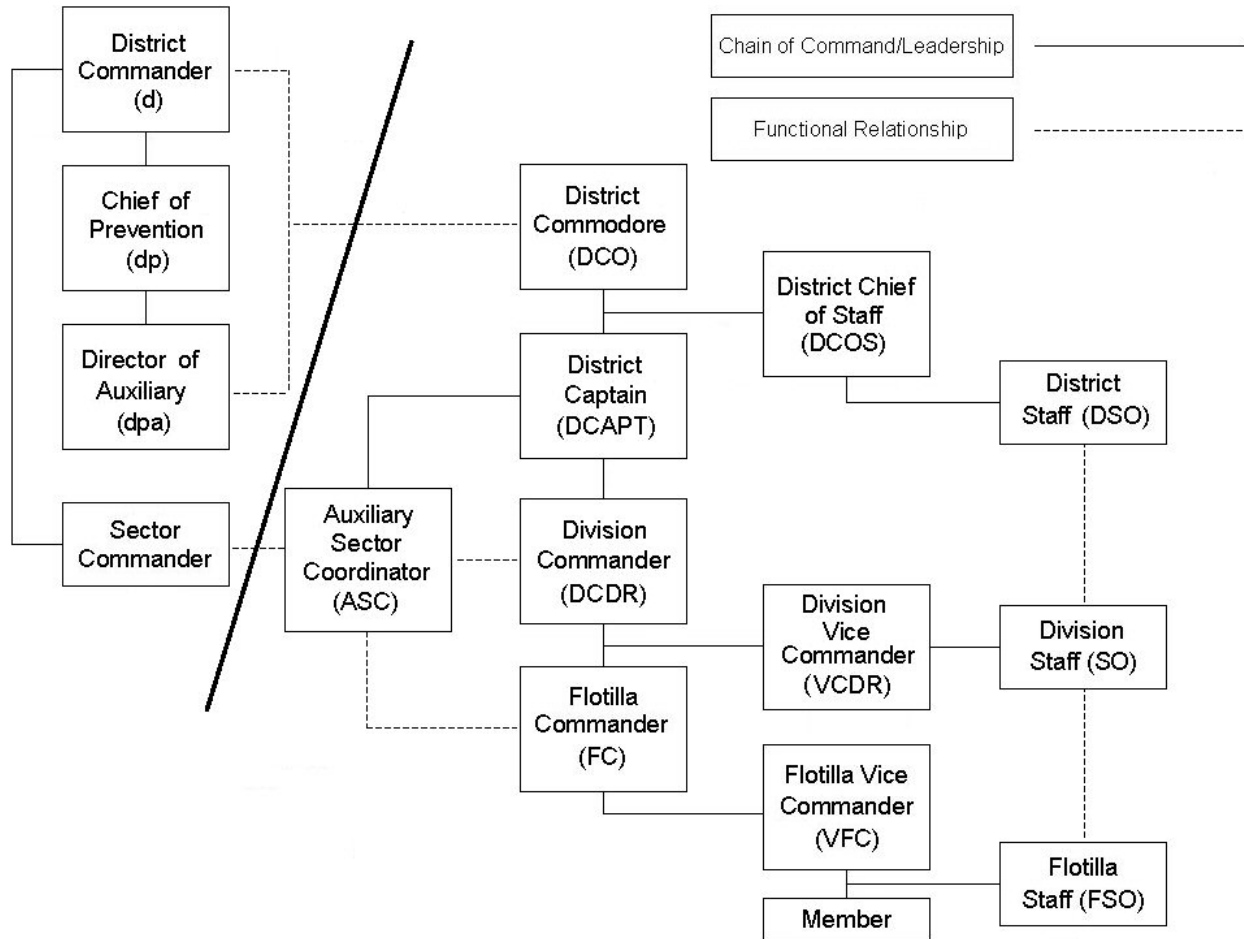 District
Commander
(d)
Chain of Command/Leadership
Functional Relationship
Chief of
Prevention
(dp)
District
Commodore
(DCO)
District Chief
of Staff
(DCOS)
Director of
Auxiliary
(dpa)
District
Captain
(DCAPT)
District
Staff (DSO)
Sector
Commander
Auxiliary
Sector
Coordinator
(ASC)
Division
Commander
(DCDR)
Division
Vice
Commander
(VCDR)
Division
Staff (SO)
Flotilla
Commander
(FC)
Flotilla Vice
Commander
(VFC)
Flotilla
Staff (FSO)
Member